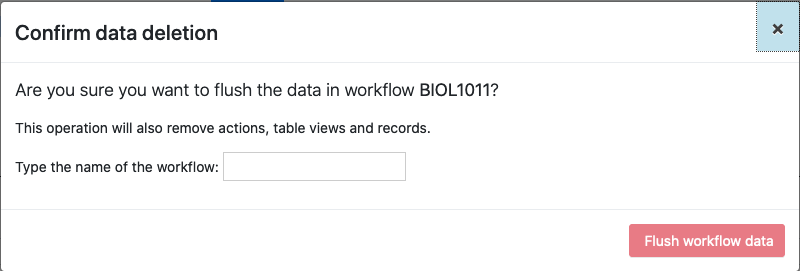 Confirm data deletion
×
Are you sure you want to flush the data in workflow BIOL1011?
This operation will also remove actions, table views and records.
Type the name of the workflow:
Flush workflow data